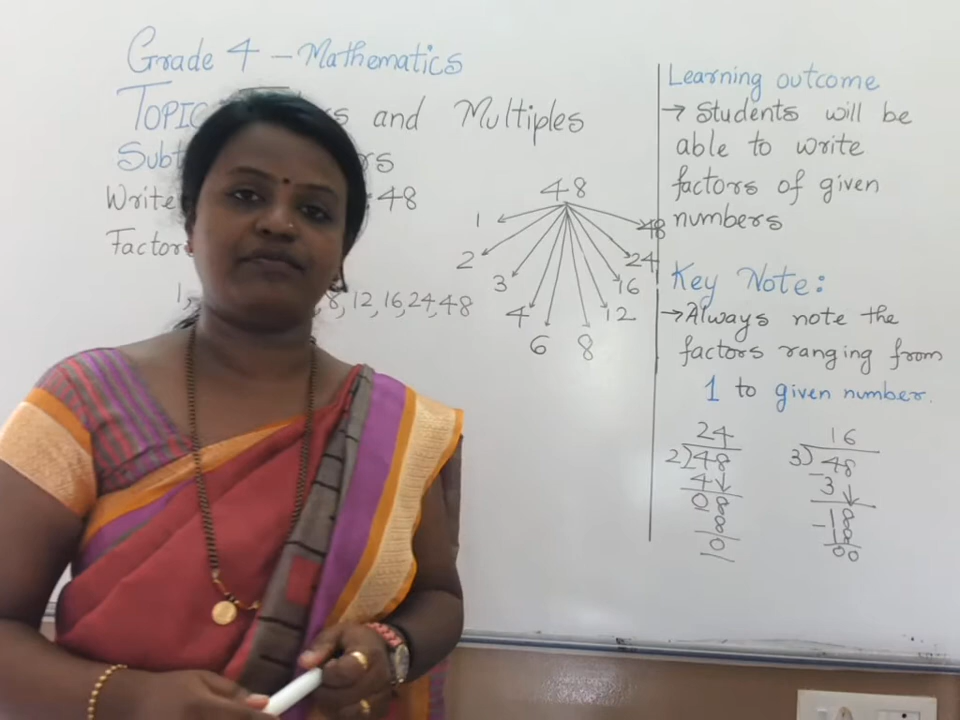 Grade 4 - Mathematics
TOPIC and Multiples
Write 48
Factor
1, 8, 12, 16, 24, 48
48
1
2
3
4
6
8
12
16
24
48
Learning outcome
→ Students will be
able to write
factors of given
numbers
Key Note:
→ Always note the
factors ranging from
1 to given number.
24
2)48
4↓
08
8
0
16
3)48
-3↓
18
-18
00